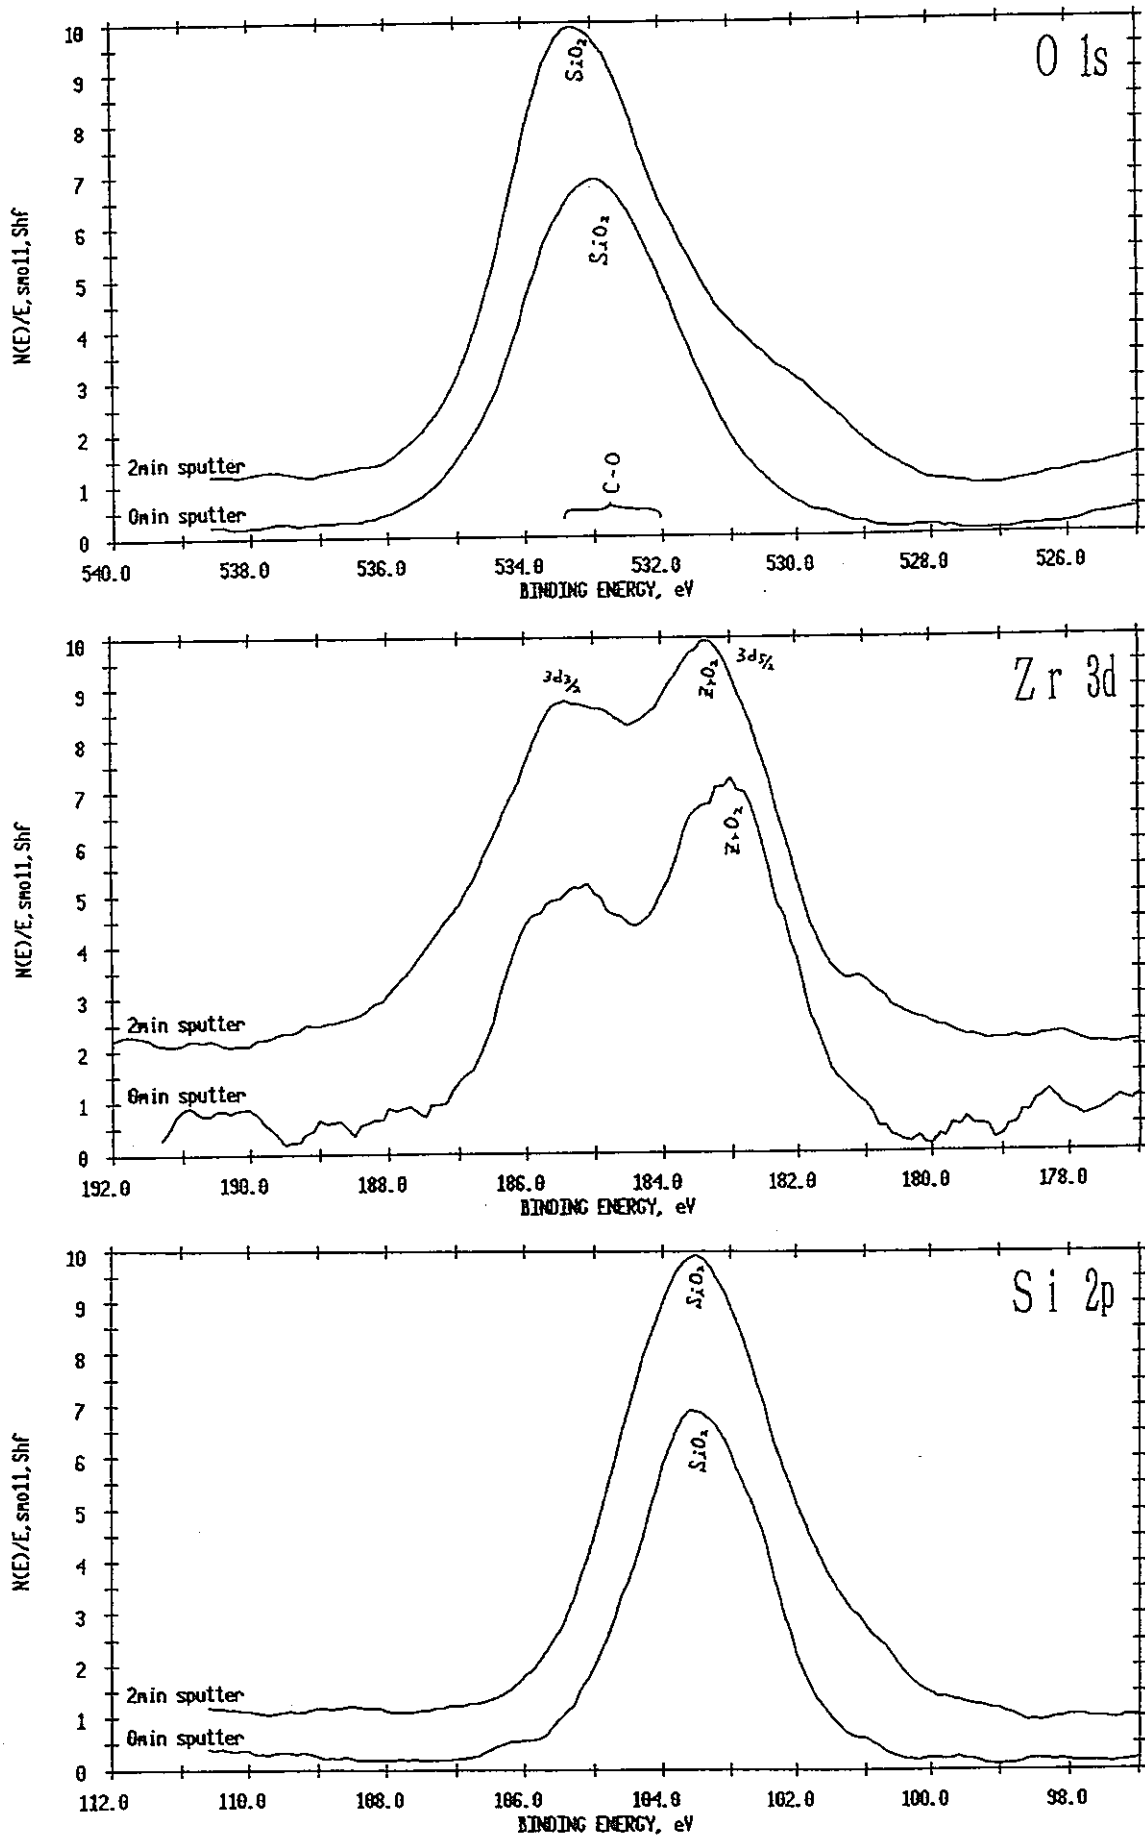 O 1s
N(E)/E, smo11, Shf
10
9
8
7
6
5
4
3
2
1
0
SiO₂
SiO₂
C-O
2min sputter
0min sputter
540.0 538.0 536.0 534.0 532.0 530.0 528.0 526.0
BINDING ENERGY, eV
Zr 3d
N(E)/E, smo11, Shf
10
9
8
7
6
5
4
3
2
1
0
3d3/2
ZrO₂
3d5/2
ZrO₂
2min sputter
0min sputter
192.0 190.0 188.0 186.0 184.0 182.0 180.0 178.0
BINDING ENERGY, eV
Si 2p
N(E)/E, smo11, Shf
10
9
8
7
6
5
4
3
2
1
0
SiO₂
SiO₂
2min sputter
0min sputter
112.0 110.0 108.0 106.0 104.0 102.0 100.0 98.0
BINDING ENERGY, eV